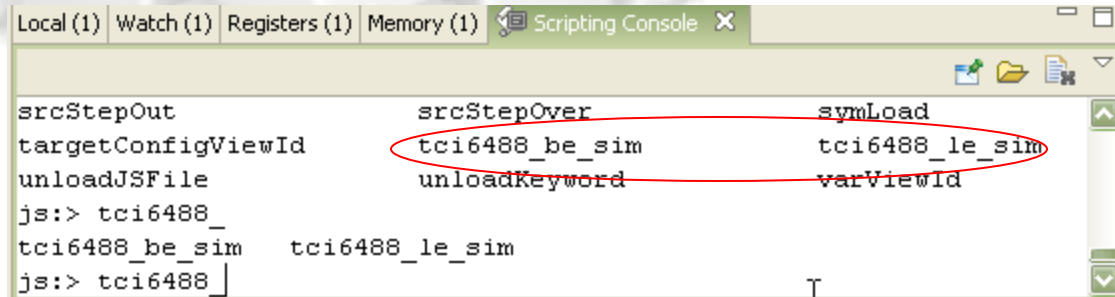 Local (1) Watch (1) Registers (1) Memory (1) Scripting Console
srcStepOut srcStepOver symLoad
targetConfigViewId tci6488_be_sim tci6488_le_sim
unloadJSFile unloadKeyword varViewId
js:> tci6488_
tci6488_be_sim tci6488_le_sim
js:> tci6488_